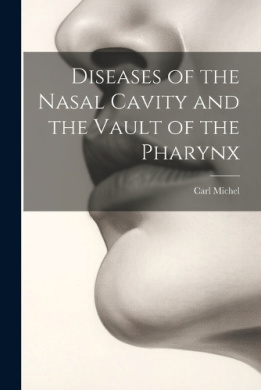 Diseases of the
Nasal Cavity and
the Vault of the
Pharynx
Carl Michel